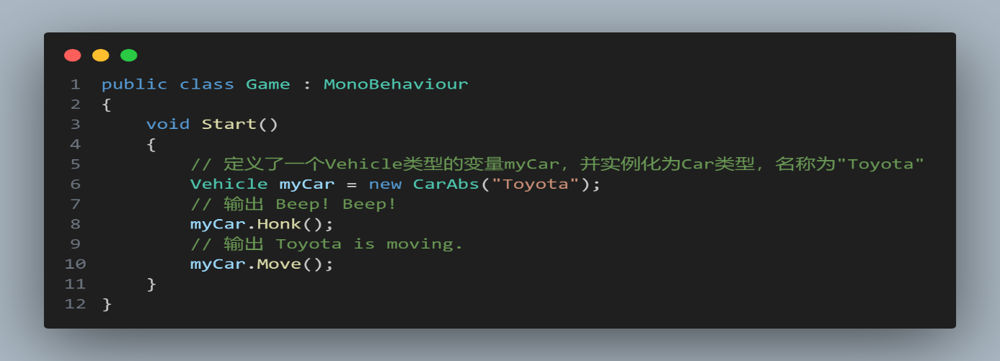 1 public class Game : MonoBehaviour
2 {
3     void Start()
4     {
5         // 定义了一个Vehicle类型的变量myCar，并实例化为Car类型，名称为"Toyota"
6         Vehicle myCar = new CarAbs("Toyota");
7         // 输出 Beep! Beep!
8         myCar.Honk();
9         // 输出 Toyota is moving.
10         myCar.Move();
11     }
12 }